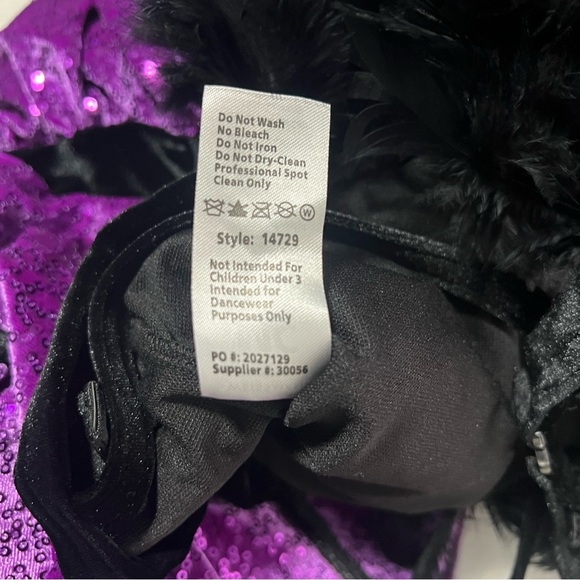 Do Not Wash
No Bleach
Do Not Iron
Do Not Dry-Clean
Professional Spot
Clean Only
W
Style: 14729
Not Intended For
Children Under 3
Intended for
Dancewear
Purposes Only
PO #: 2027129
Supplier #: 30056